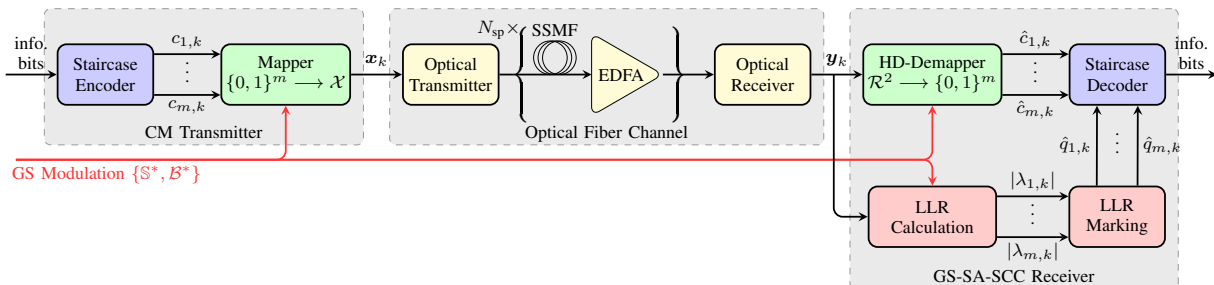 info.
bits
Staircase
Encoder
c_{1,k}
⋮
c_{m,k}
Mapper
{0, 1}^m ⟶ 𝒳
CM Transmitter
x_k
Optical
Transmitter
N_{sp}×
SSMF
EDFA
Optical
Receiver
Optical Fiber Channel
y_k
HD-Demapper
ℛ^2 ⟶ {0, 1}^m
ĉ_{1,k}
⋮
ĉ_{m,k}
Staircase
Decoder
info.
bits
GS Modulation {𝕊*, ℬ*}
q̂_{1,k}
⋮
q̂_{m,k}
LLR
Calculation
|λ_{1,k}|
⋮
|λ_{m,k}|
LLR
Marking
GS-SA-SCC Receiver